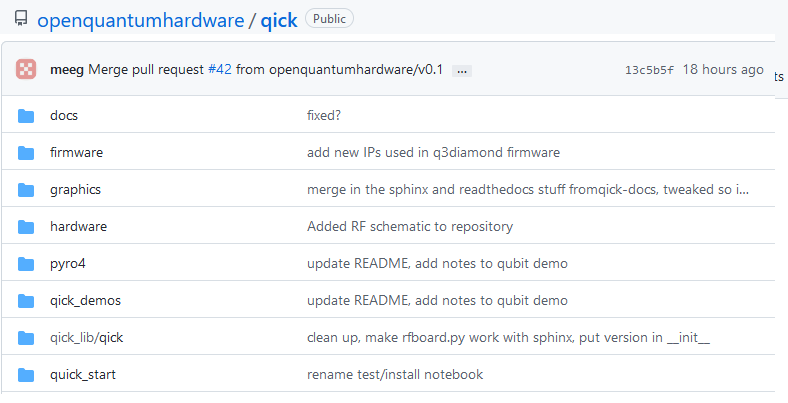 openquantumhardware / qick Public
meeg Merge pull request #42 from openquantumhardware/v0.1 ... 13c5b5f 18 hours ago
ts
docs fixed?
firmware add new IPs used in q3diamond firmware
graphics merge in the sphinx and readthedocs stuff fromqick-docs, tweaked so i...
hardware Added RF schematic to repository
pyro4 update README, add notes to qubit demo
qick_demos update README, add notes to qubit demo
qick_lib/qick clean up, make rfboard.py work with sphinx, put version in __init__
quick_start rename test/install notebook